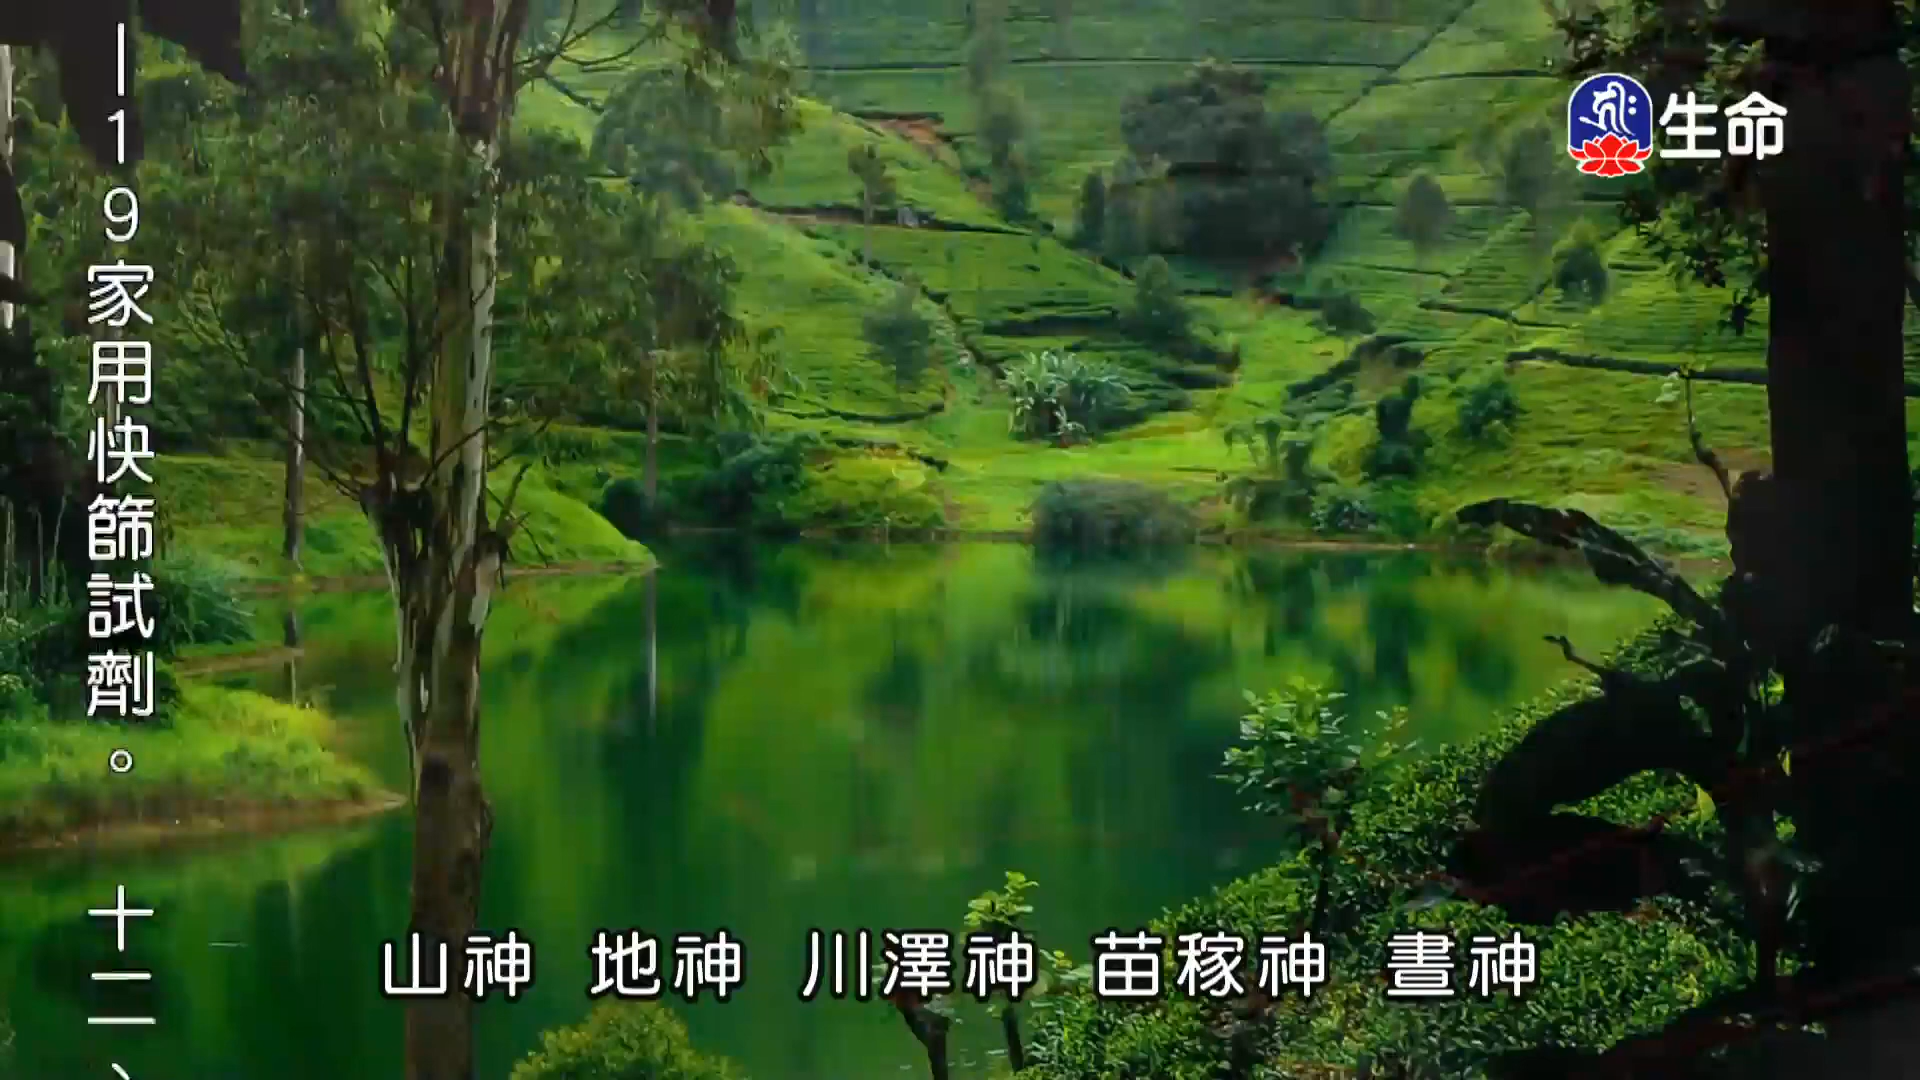 生命
—19家用快篩試劑。 十二、
山神 地神 川澤神 苗稼神 晝神